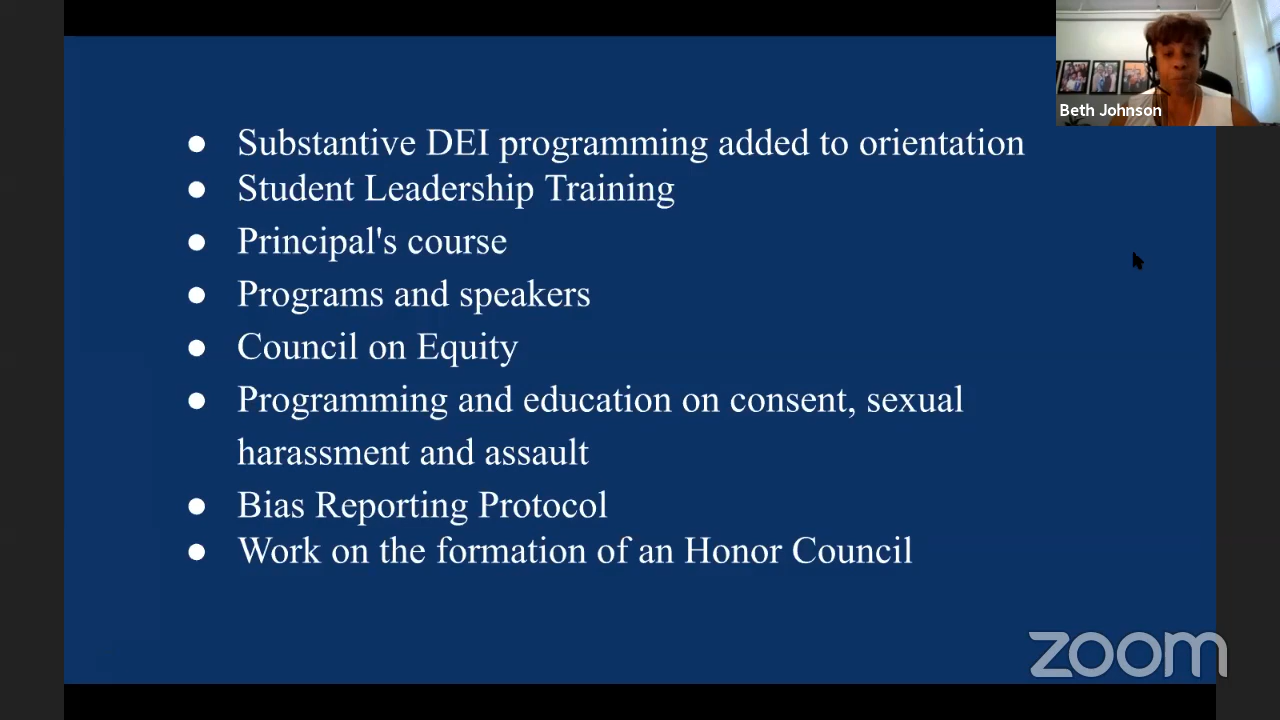 Beth Johnson
● Substantive DEI programming added to orientation
● Student Leadership Training
● Principal's course
● Programs and speakers
● Council on Equity
● Programming and education on consent, sexual
harassment and assault
● Bias Reporting Protocol
● Work on the formation of an Honor Council
zoom